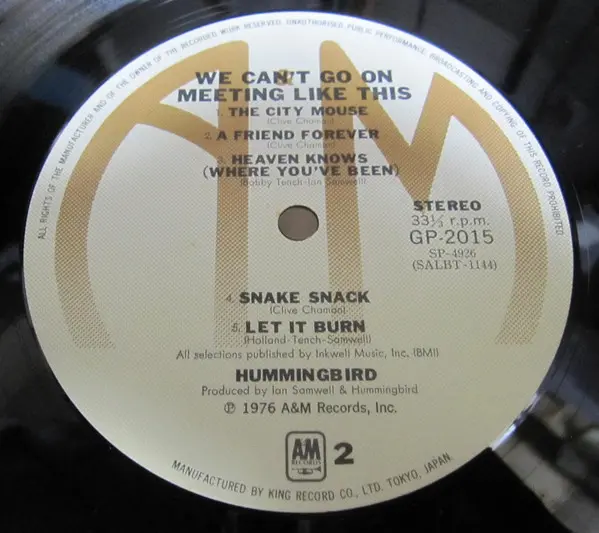 ALL RIGHTS OF THE MANUFACTURER AND OF THE OWNER OF THE RECORDED WORK RESERVED. UNAUTHORISED PUBLIC PERFORMANCE, BROADCASTING AND COPYING OF THIS RECORD PROHIBITED.
WE CAN'T GO ON
MEETING LIKE THIS
1. THE CITY MOUSE
(Clive Chaman)
2. A FRIEND FOREVER
(Clive Chaman)
3. HEAVEN KNOWS
(WHERE YOU'VE BEEN)
(Bobby Tench-Ian Samwell)
STEREO
33⅓ r.p.m.
GP-2015
SP-4926
(SALBT-1144)
4. SNAKE SNACK
(Clive Chaman)
5. LET IT BURN
(Holland-Tench-Samwell)
All selections published by Inkwell Music, Inc. (BMI)
HUMMINGBIRD
Produced by Ian Samwell & Hummingbird
℗ 1976 A&M Records, Inc.
A&M
RECORDS
2
MANUFACTURED BY KING RECORD CO., LTD. TOKYO, JAPAN.